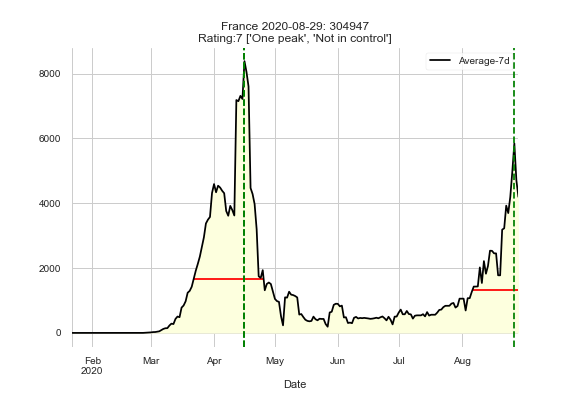 France 2020-08-29: 304947
Rating:7 ['One peak', 'Not in control']
Average-7d
8000
6000
4000
2000
0
Feb
2020
Mar
Apr
May
Jun
Jul
Aug
Date